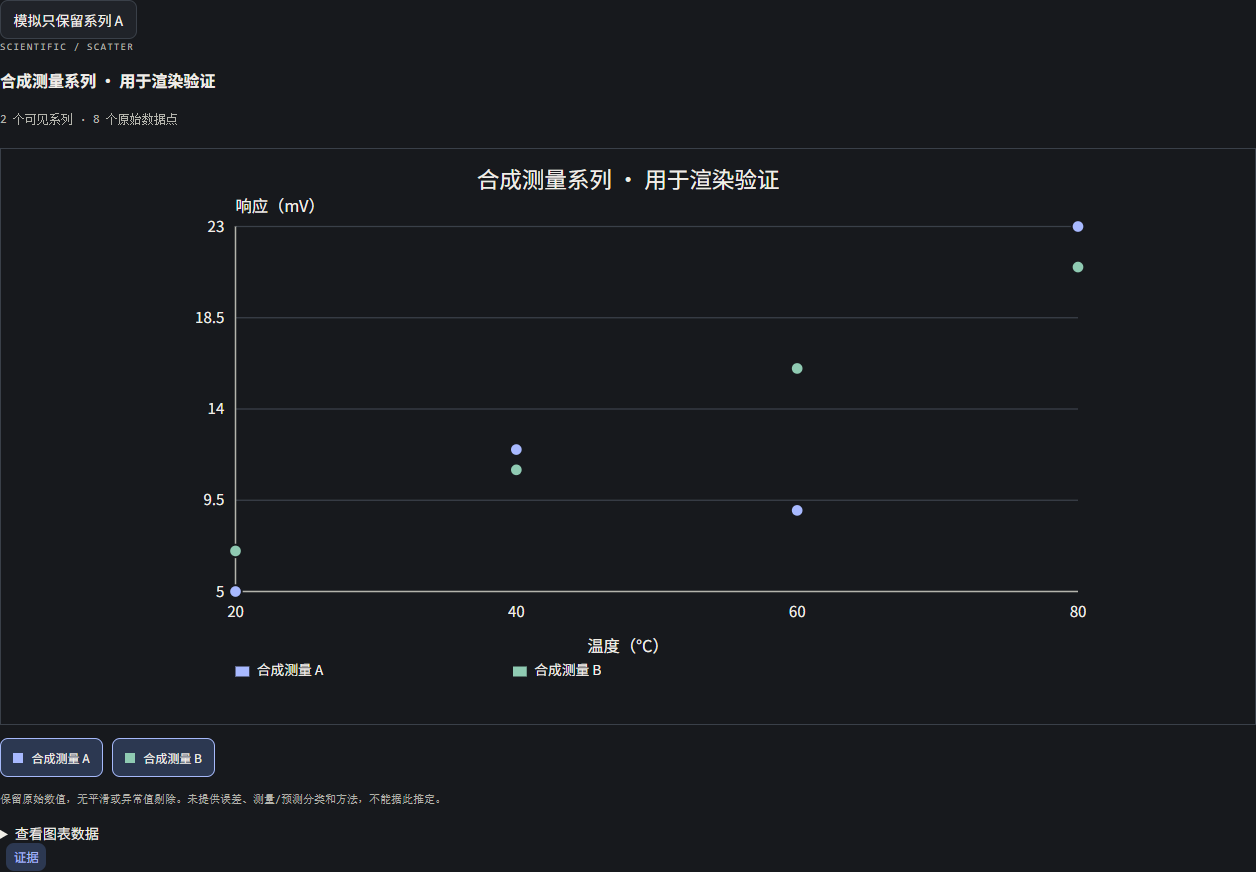 模拟只保留系列 A
SCIENTIFIC / SCATTER
合成测量系列 · 用于渲染验证
2 个可见系列 · 8 个原始数据点
合成测量系列 · 用于渲染验证
响应（mV）
23
18.5
14
9.5
5
20 40 60 80
温度（°C）
合成测量 A 合成测量 B
合成测量 A 合成测量 B
保留原始数值，无平滑或异常值剔除。未提供误差、测量/预测分类和方法，不能据此推定。
查看图表数据
证据